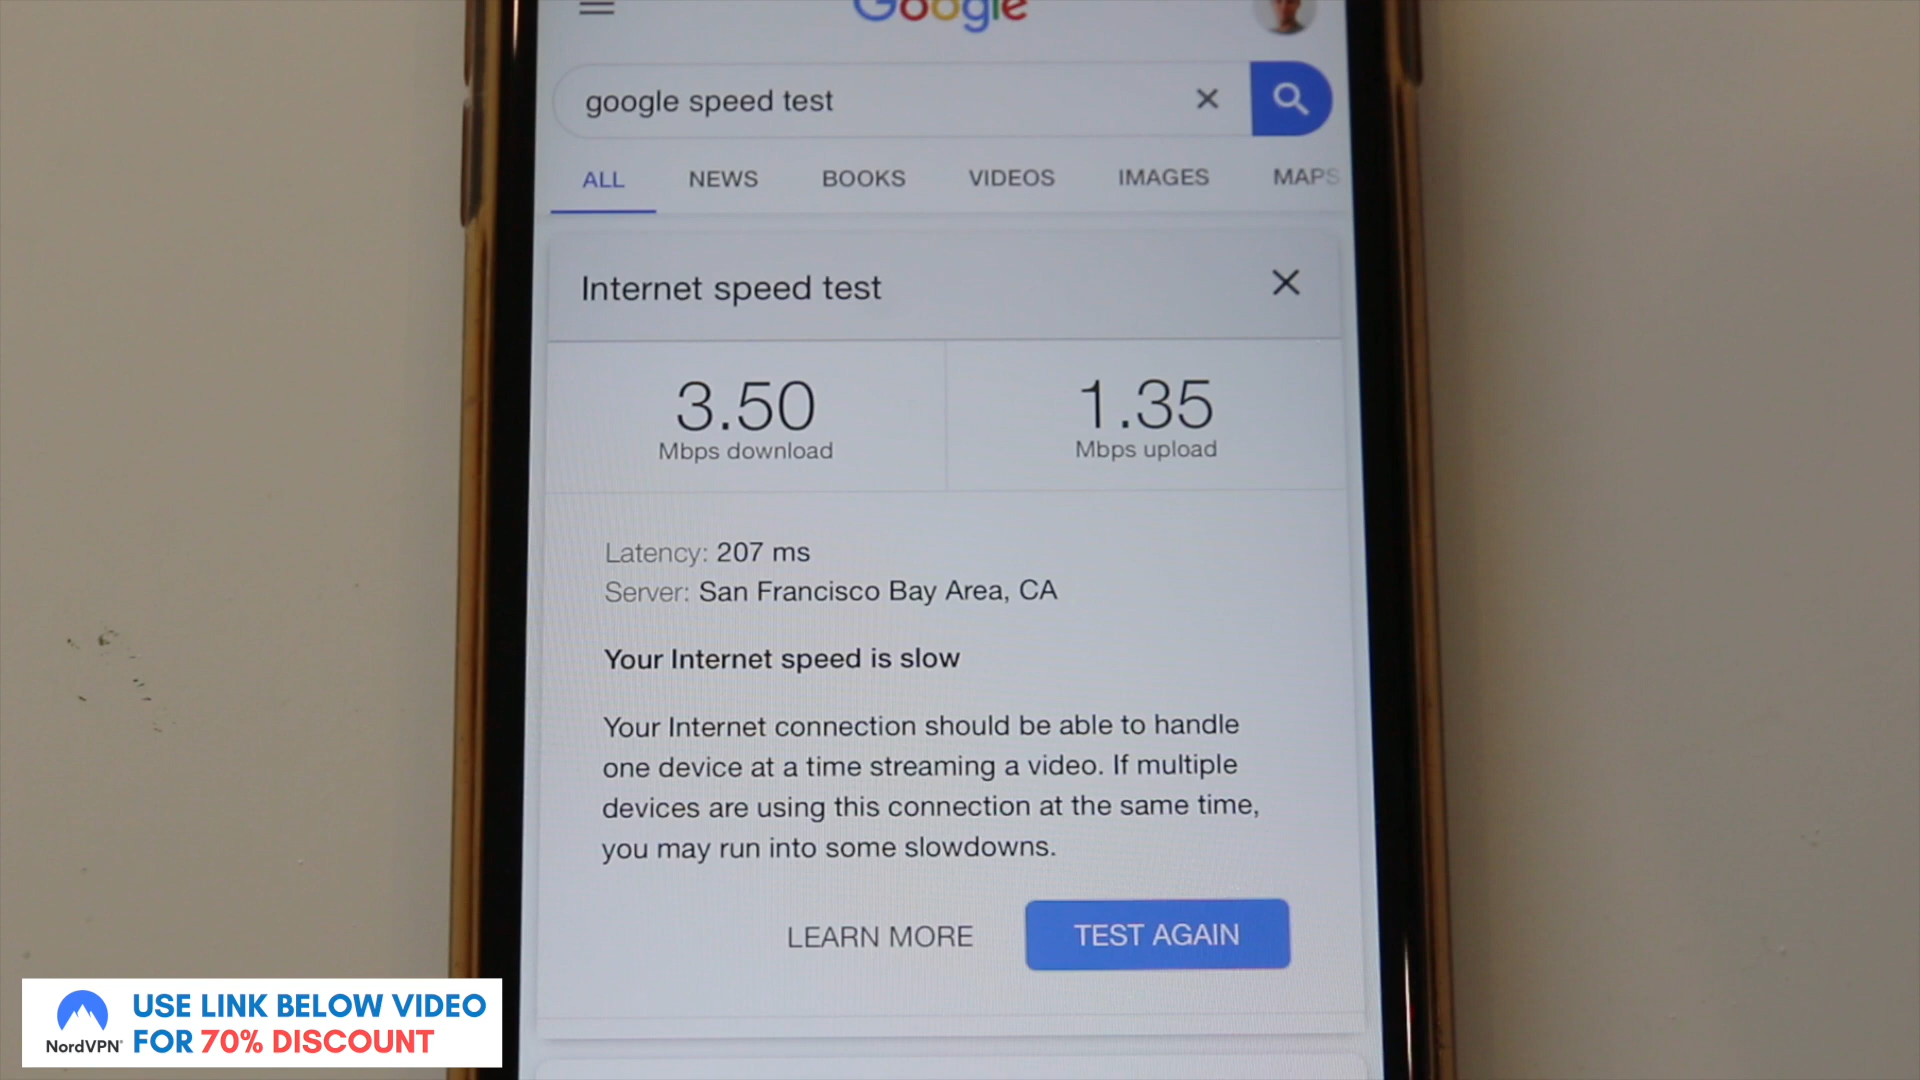 Google
google speed test
ALL NEWS BOOKS VIDEOS IMAGES MAPS
Internet speed test
3.50 1.35
Mbps download Mbps upload
Latency: 207 ms
Server: San Francisco Bay Area, CA
Your Internet speed is slow
Your Internet connection should be able to handle
one device at a time streaming a video. If multiple
devices are using this connection at the same time,
you may run into some slowdowns.
LEARN MORE TEST AGAIN
NordVPN
USE LINK BELOW VIDEO
FOR 70% DISCOUNT